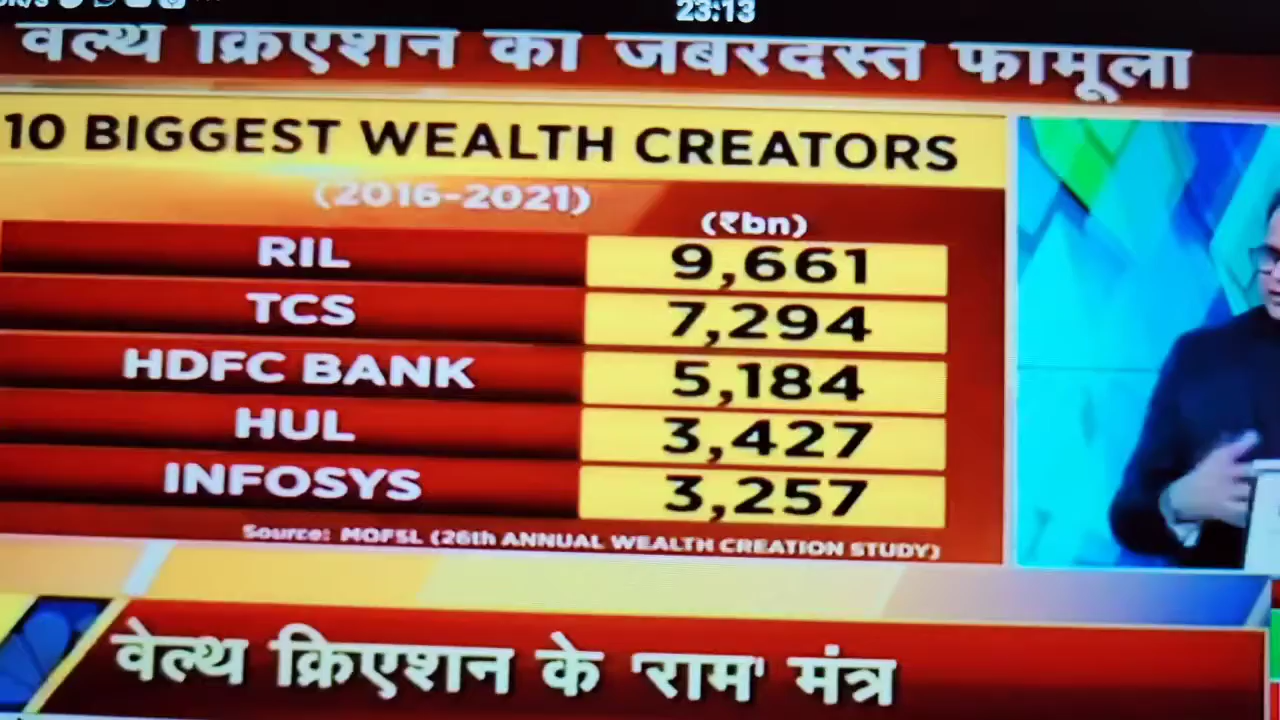 23:13
वेल्थ क्रिएशन का जबरदस्त फार्मूला
10 BIGGEST WEALTH CREATORS
(2016-2021)
(₹bn)
RIL 9,661
TCS 7,294
HDFC BANK 5,184
HUL 3,427
INFOSYS 3,257
Source: MOFSL (26th ANNUAL WEALTH CREATION STUDY)
वेल्थ क्रिएशन के 'राम' मंत्र